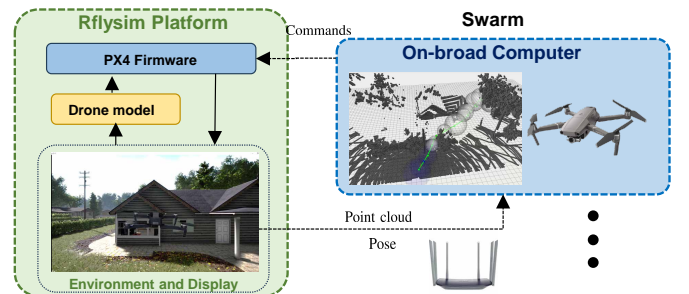 Rflysim Platform
Swarm
Commands
PX4 Firmware
On-broad Computer
Drone model
Point cloud
Pose
Environment and Display